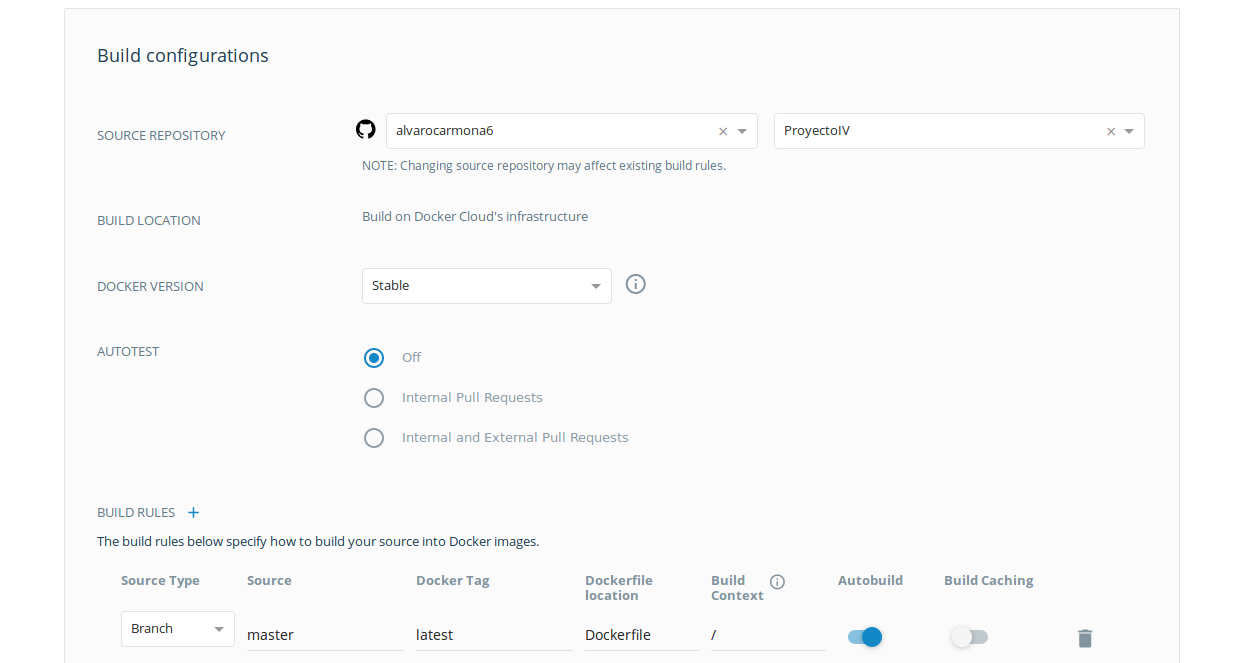 Build configurations
SOURCE REPOSITORY
alvarocarmona6
ProyectoIV
NOTE: Changing source repository may affect existing build rules.
BUILD LOCATION
Build on Docker Cloud's infrastructure
DOCKER VERSION
Stable
AUTOTEST
Off
Internal Pull Requests
Internal and External Pull Requests
BUILD RULES +
The build rules below specify how to build your source into Docker images.
Source Type Source Docker Tag Dockerfile location Build Context Autobuild Build Caching
Branch master latest Dockerfile /